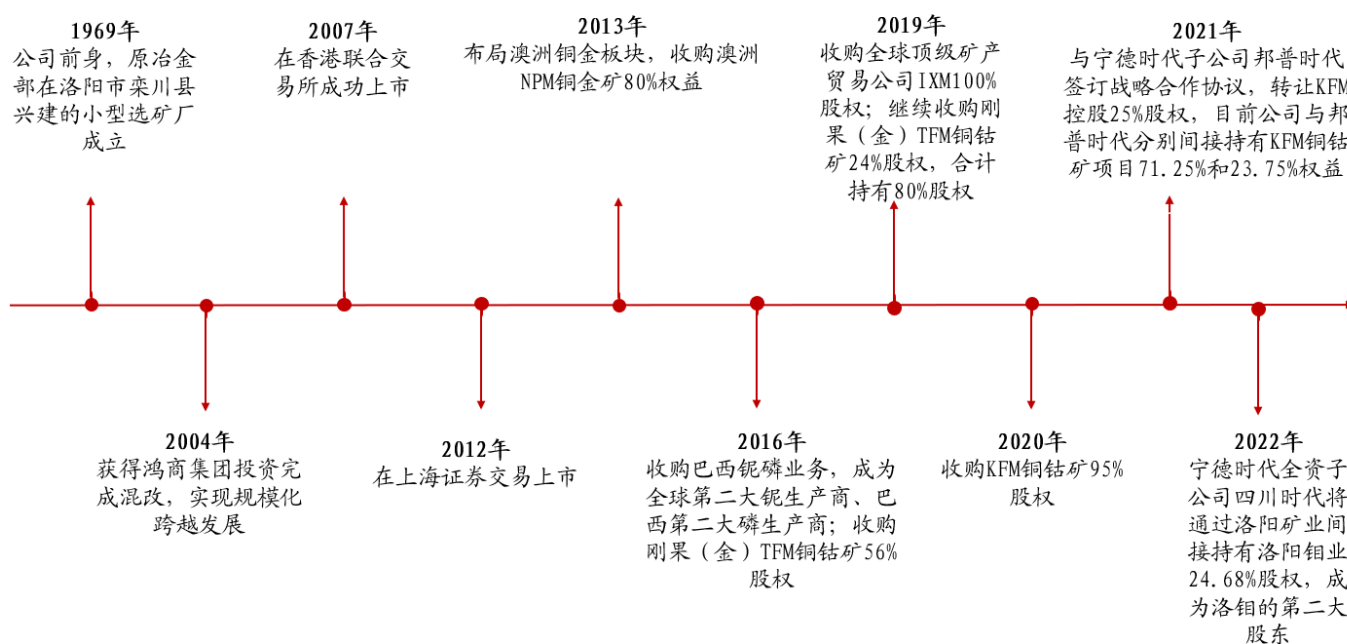 1969年
公司前身，原冶金
部在洛阳市栾川县
兴建的小型选矿厂
成立
2007年
在香港联合交
易所成功上市
2013年
布局澳洲铜金板块，收购澳洲
NPM铜金矿80%权益
2019年
收购全球顶级矿产
贸易公司IXM100%
股权；继续收购刚
果（金）TFM铜钴
矿24%股权，合计
持有80%股权
2021年
与宁德时代子公司邦普时代
签订战略合作协议，转让KFM
控股25%股权，目前公司与邦
普时代分别间接持有KFM铜钴
矿项目71.25%和23.75%权益
2004年
获得鸿商集团投资完
成混改，实现规模化
跨越发展
2012年
在上海证券交易上市
2016年
收购巴西铌磷业务，成为
全球第二大铌生产商、巴
西第二大磷生产商；收购
刚果（金）TFM铜钴矿56%
股权
2020年
收购KFM铜钴矿95%
股权
2022年
宁德时代全资子
公司四川时代将
通过洛阳矿业间
接持有洛阳钼业
24.68%股权，成
为洛钼的第二大
股东